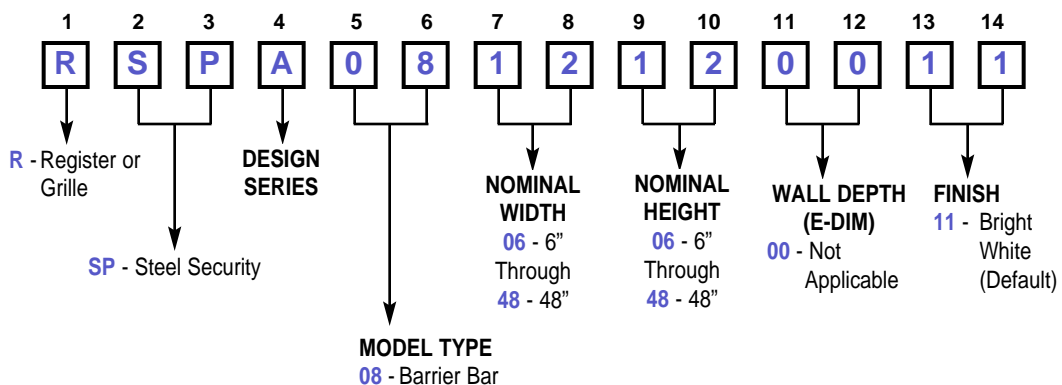 1 2 3 4 5 6 7 8 9 10 11 12 13 14
R S P A 0 8 1 2 1 2 0 0 1 1
R - Register or
Grille
SP - Steel Security
DESIGN
SERIES
MODEL TYPE
08 - Barrier Bar
NOMINAL
WIDTH
06 - 6”
Through
48 - 48”
NOMINAL
HEIGHT
06 - 6”
Through
48 - 48”
WALL DEPTH
(E-DIM)
00 - Not
Applicable
FINISH
11 - Bright
White
(Default)